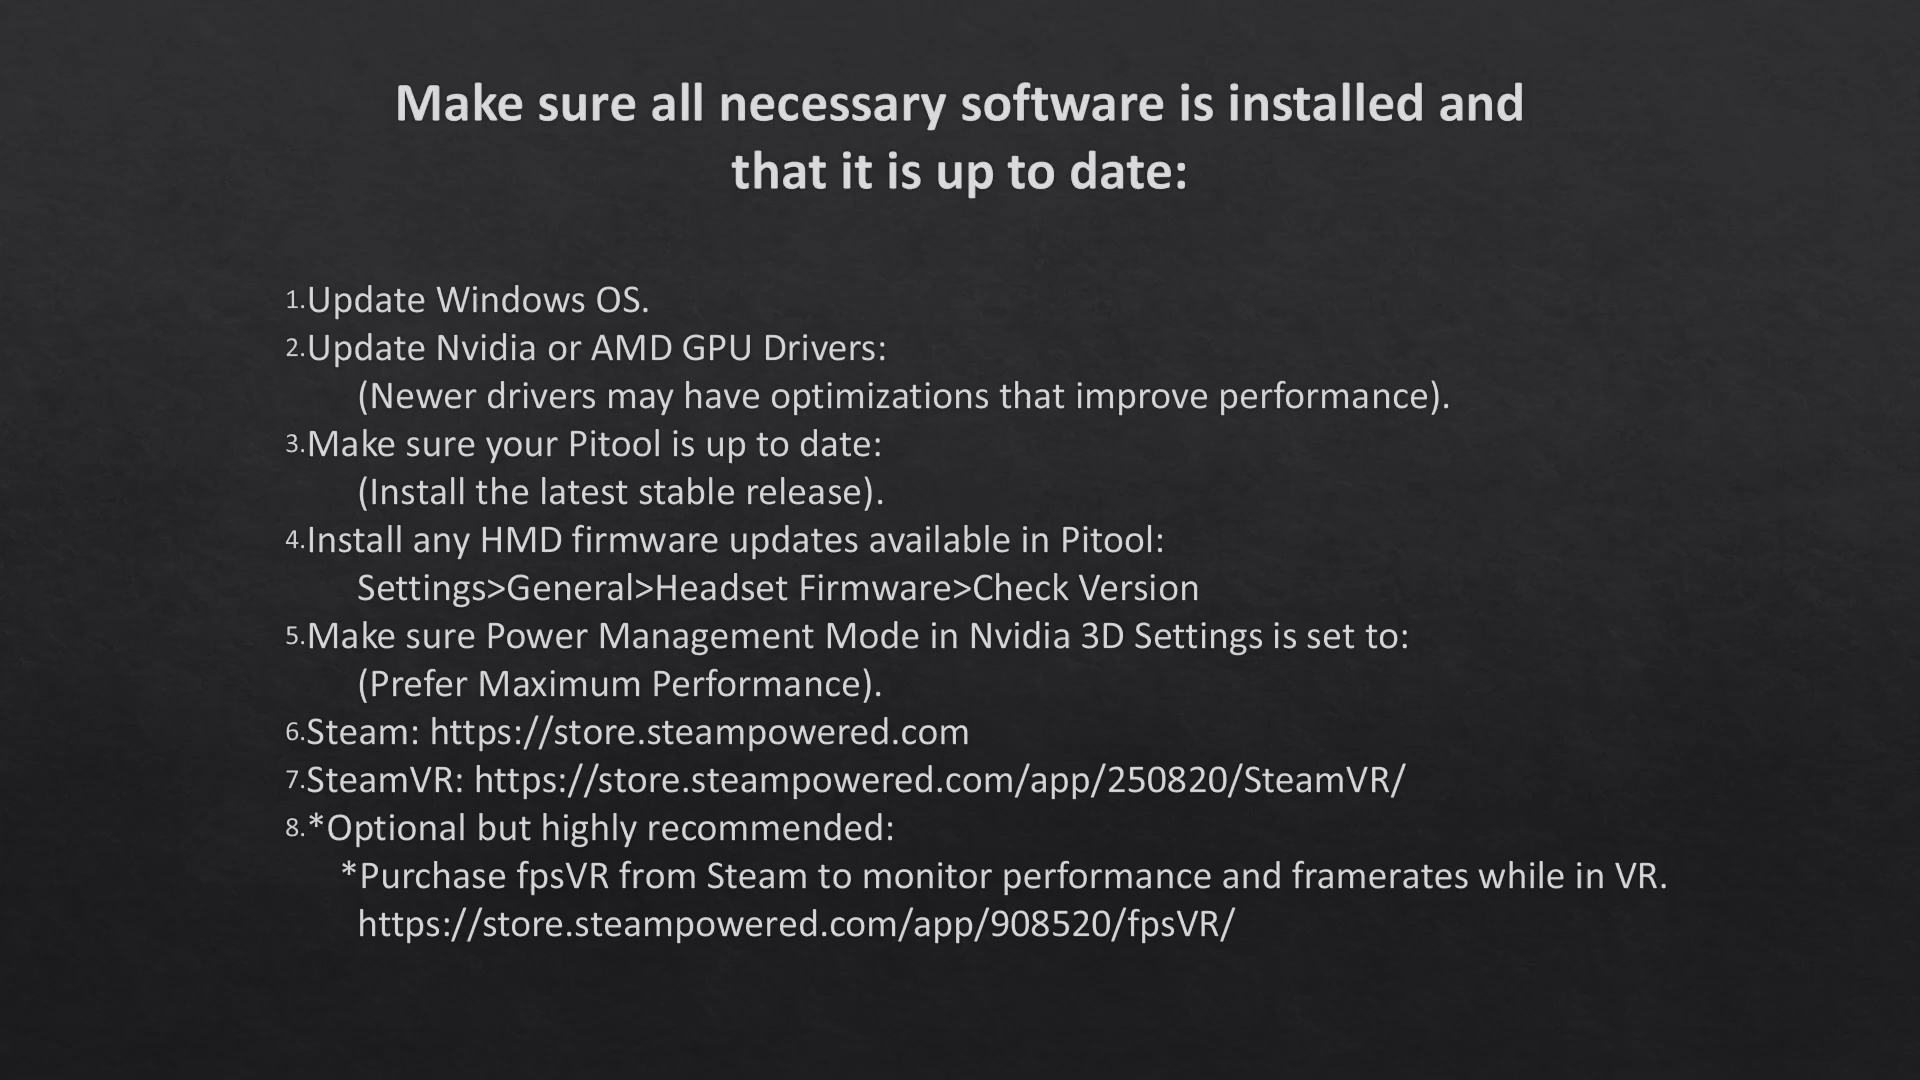 Make sure all necessary software is installed and
that it is up to date:
1.Update Windows OS.
2.Update Nvidia or AMD GPU Drivers:
(Newer drivers may have optimizations that improve performance).
3.Make sure your Pitool is up to date:
(Install the latest stable release).
4.Install any HMD firmware updates available in Pitool:
Settings>General>Headset Firmware>Check Version
5.Make sure Power Management Mode in Nvidia 3D Settings is set to:
(Prefer Maximum Performance).
6.Steam: https://store.steampowered.com
7.SteamVR: https://store.steampowered.com/app/250820/SteamVR/
8.*Optional but highly recommended:
*Purchase fpsVR from Steam to monitor performance and framerates while in VR.
https://store.steampowered.com/app/908520/fpsVR/